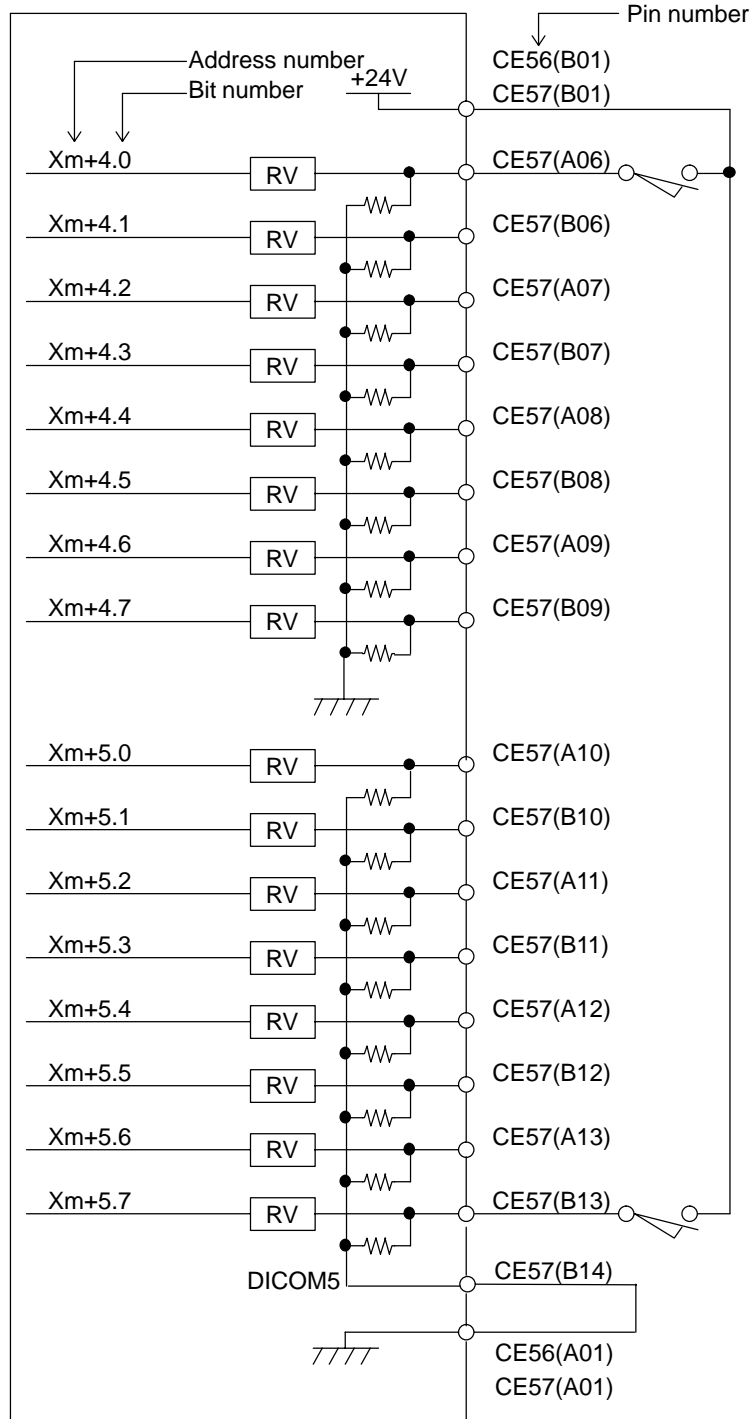 Pin number
Address number
Bit number
+24V
CE56(B01)
CE57(B01)
Xm+4.0 RV CE57(A06)
Xm+4.1 RV CE57(B06)
Xm+4.2 RV CE57(A07)
Xm+4.3 RV CE57(B07)
Xm+4.4 RV CE57(A08)
Xm+4.5 RV CE57(B08)
Xm+4.6 RV CE57(A09)
Xm+4.7 RV CE57(B09)
Xm+5.0 RV CE57(A10)
Xm+5.1 RV CE57(B10)
Xm+5.2 RV CE57(A11)
Xm+5.3 RV CE57(B11)
Xm+5.4 RV CE57(A12)
Xm+5.5 RV CE57(B12)
Xm+5.6 RV CE57(A13)
Xm+5.7 RV CE57(B13)
DICOM5 CE57(B14)
CE56(A01)
CE57(A01)